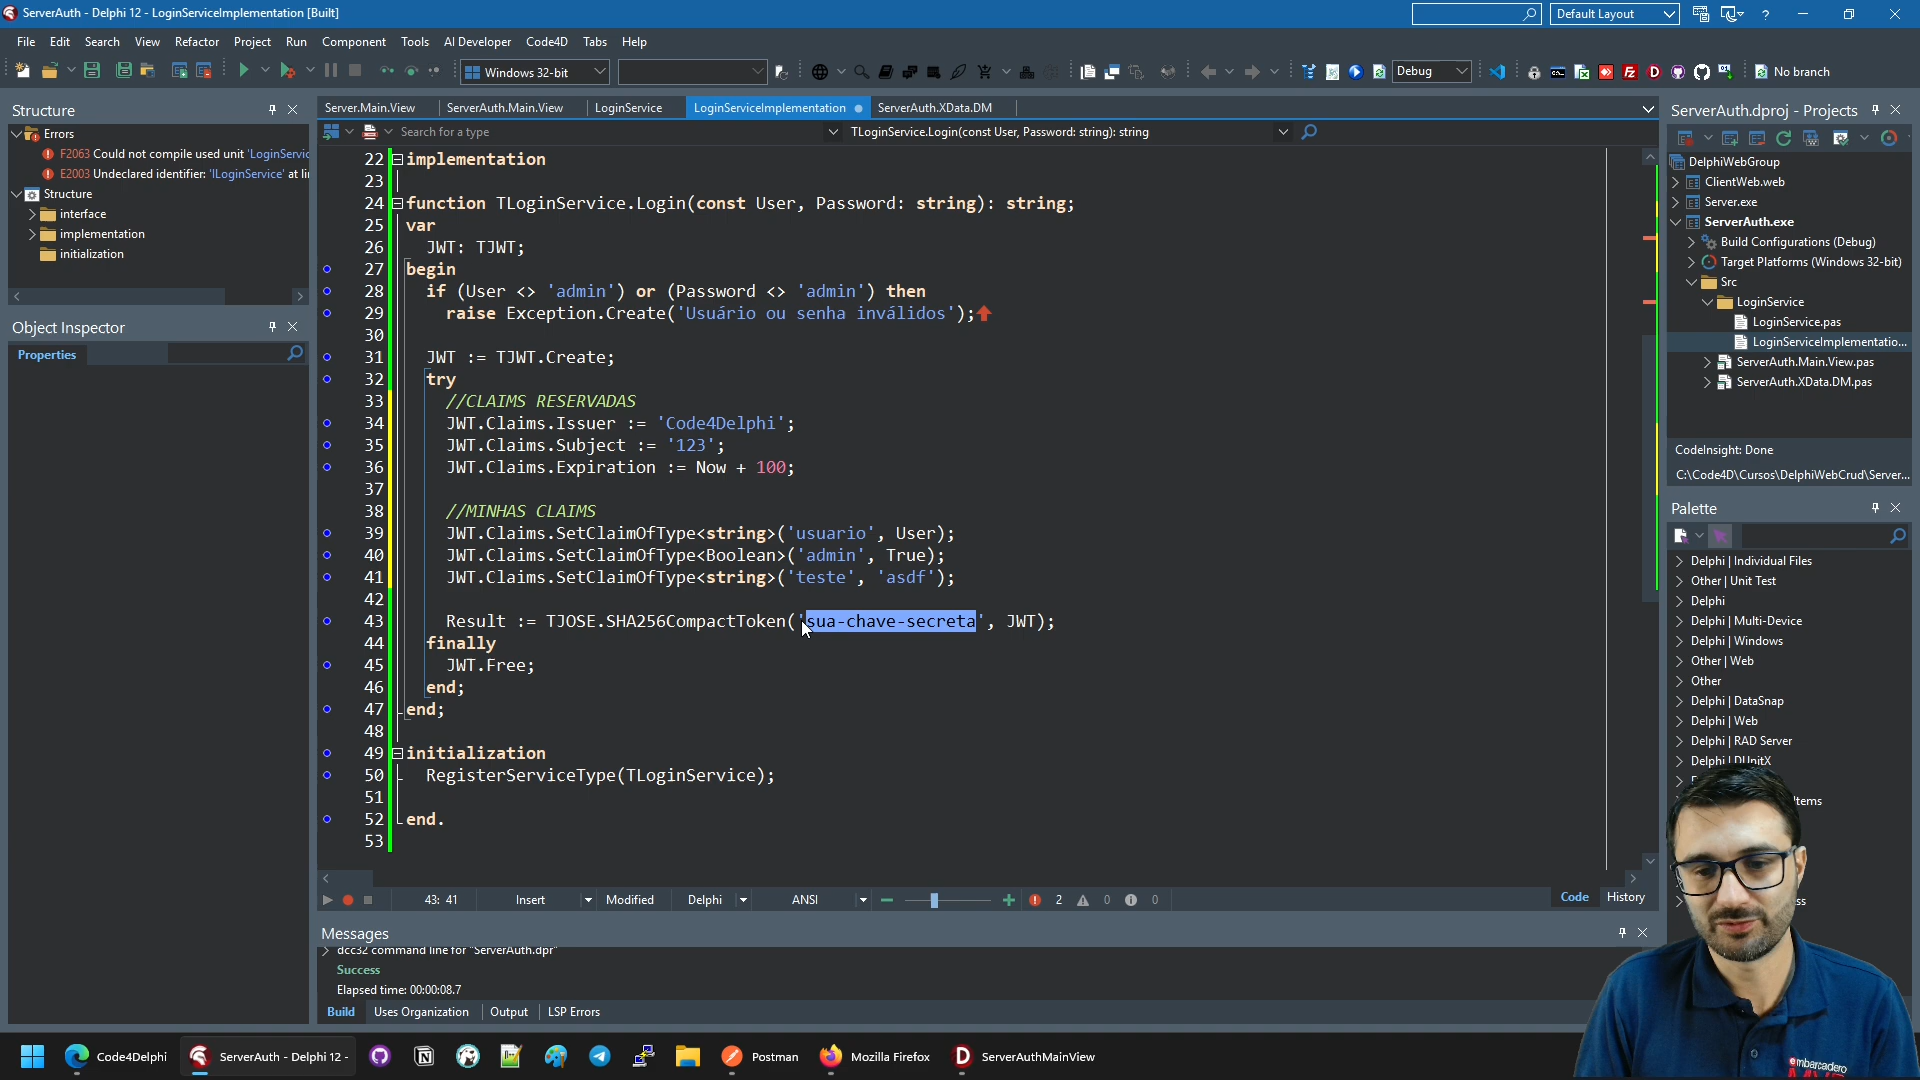 ServerAuth - Delphi 12 - LoginServiceImplementation [Built]
Default Layout
File Edit Search View Refactor Project Run Component Tools AI Developer Code4D Tabs Help
Windows 32-bit
Debug
No branch
Structure
Errors
F2063 Could not compile used unit 'LoginServic
E2003 Undeclared identifier: 'ILoginService' at li
Structure
interface
implementation
initialization
Object Inspector
Properties
Server.Main.View
ServerAuth.Main.View
LoginService
LoginServiceImplementation
ServerAuth.XData.DM
Search for a type
TLoginService.Login(const User, Password: string): string
22 implementation
23
24 function TLoginService.Login(const User, Password: string): string;
25 var
26 JWT: TJWT;
27 begin
28 if (User <> 'admin') or (Password <> 'admin') then
29 raise Exception.Create('Usuário ou senha inválidos');
30
31 JWT := TJWT.Create;
32 try
33 //CLAIMS RESERVADAS
34 JWT.Claims.Issuer := 'Code4Delphi';
35 JWT.Claims.Subject := '123';
36 JWT.Claims.Expiration := Now + 100;
37
38 //MINHAS CLAIMS
39 JWT.Claims.SetClaimOfType<string>('usuario', User);
40 JWT.Claims.SetClaimOfType<Boolean>('admin', True);
41 JWT.Claims.SetClaimOfType<string>('teste', 'asdf');
42
43 Result := TJOSE.SHA256CompactToken('sua-chave-secreta', JWT);
44 finally
45 JWT.Free;
46 end;
47 end;
48
49 initialization
50 RegisterServiceType(TLoginService);
51
52 end.
53
43: 41
Insert
Modified
Delphi
ANSI
2
0
0
Code
History
Messages
dcc32 command line for "ServerAuth.dpr"
Success
Elapsed time: 00:00:08.7
Build
Uses Organization
Output
LSP Errors
ServerAuth.dproj - Projects
DelphiWebGroup
ClientWeb.web
Server.exe
ServerAuth.exe
Build Configurations (Debug)
Target Platforms (Windows 32-bit)
Src
LoginService
LoginService.pas
LoginServiceImplementatio...
ServerAuth.Main.View.pas
ServerAuth.XData.DM.pas
CodeInsight: Done
C:\Code4D\Cursos\DelphiWebCrud\Server...
Palette
Delphi | Individual Files
Other | Unit Test
Delphi
Delphi | Multi-Device
Delphi | Windows
Other | Web
Other
Delphi | DataSnap
Delphi | Web
Delphi | RAD Server
Delphi | DUnitX
embarcadero
Code4Delphi
ServerAuth - Delphi 12 -
Postman
Mozilla Firefox
ServerAuthMainView